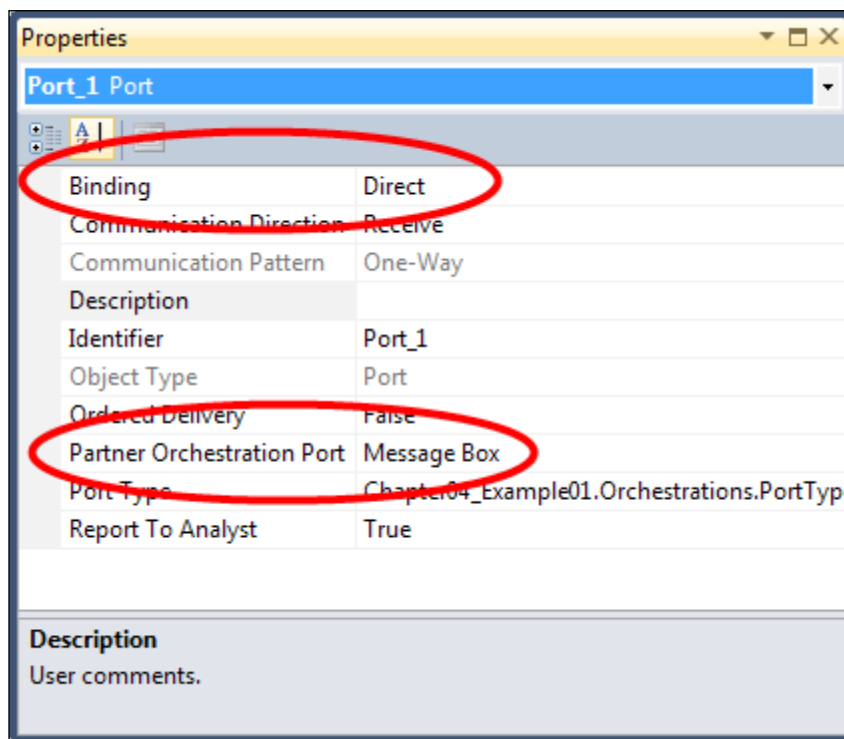 Properties
Port_1 Port
Binding Direct
Communication Direction Receive
Communication Pattern One-Way
Description
Identifier Port_1
Object Type Port
Ordered Delivery False
Partner Orchestration Port Message Box
Port Type Chapter04_Example01.Orchestrations.PortTyp
Report To Analyst True
Description
User comments.